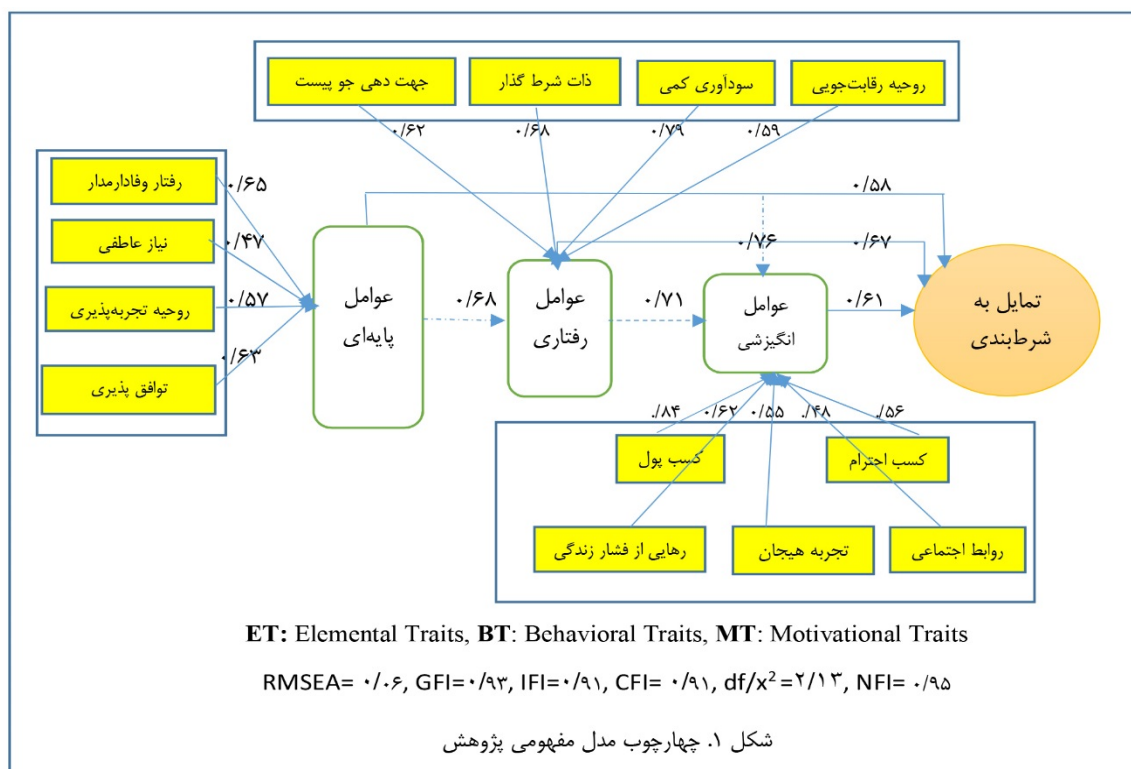 جهت دهی جو پیست
ذات شرط گذار
سودآوری کمی
روحیه رقابت‌جویی
۰/۶۲
۰/۶۸
۰/۷۹
۰/۵۹
رفتار وفادارمدار
نیاز عاطفی
روحیه تجربه‌پذیری
توافق پذیری
۰/۶۵
۰/۴۷
۰/۵۷
۰/۶۳
عوامل
پایه‌ای
۰/۶۸
عوامل
رفتاری
۰/۷۱
عوامل
انگیزشی
۰/۶۱
۰/۵۸
۰/۷۶
۰/۶۷
تمایل به
شرط‌بندی
۰/۸۴
۰/۶۲
۰/۵۵
۰/۴۸
۰/۵۶
کسب پول
کسب احترام
رهایی از فشار زندگی
تجربه هیجان
روابط اجتماعی
ET: Elemental Traits, BT: Behavioral Traits, MT: Motivational Traits
RMSEA= ۰/۰۶, GFI=۰/۹۳, IFI=۰/۹۱, CFI= ۰/۹۱, df/x²=۲/۱۳, NFI= ۰/۹۵
شکل ۱. چهارچوب مدل مفهومی پژوهش